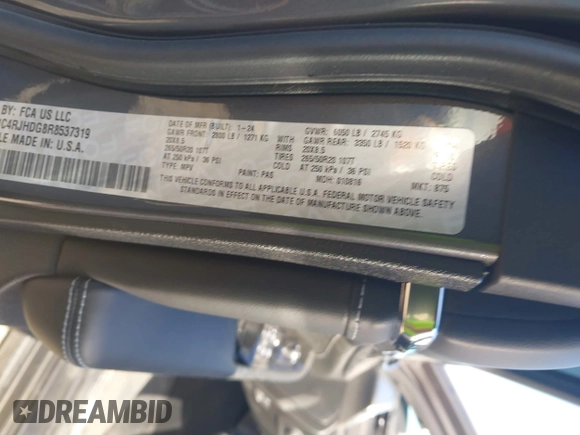 BY: FCA US LLC
C4RJHDG8R8537319
LE MADE IN: U.S.A.
DATE OF MFR (BUILT): 1-24
GVWR: 6050 LB / 2745 KG
GAWR FRONT: 2800 LB / 1271 KG
GAWR REAR: 3350 LB / 1520 KG
20X8.5
RIMS 20X8.5
265/50R20 107T
TIRES 265/50R20 107T
AT 250 kPa / 36 PSI
COLD AT 250 kPa / 36 PSI
COLD
TYPE: MPV
PAINT: PAS
MDH: 010816
MKT: B75
THIS VEHICLE CONFORMS TO ALL APPLICABLE U.S.A. FEDERAL MOTOR VEHICLE SAFETY
STANDARDS IN EFFECT ON THE DATE OF MANUFACTURE SHOWN ABOVE.
DREAMBID